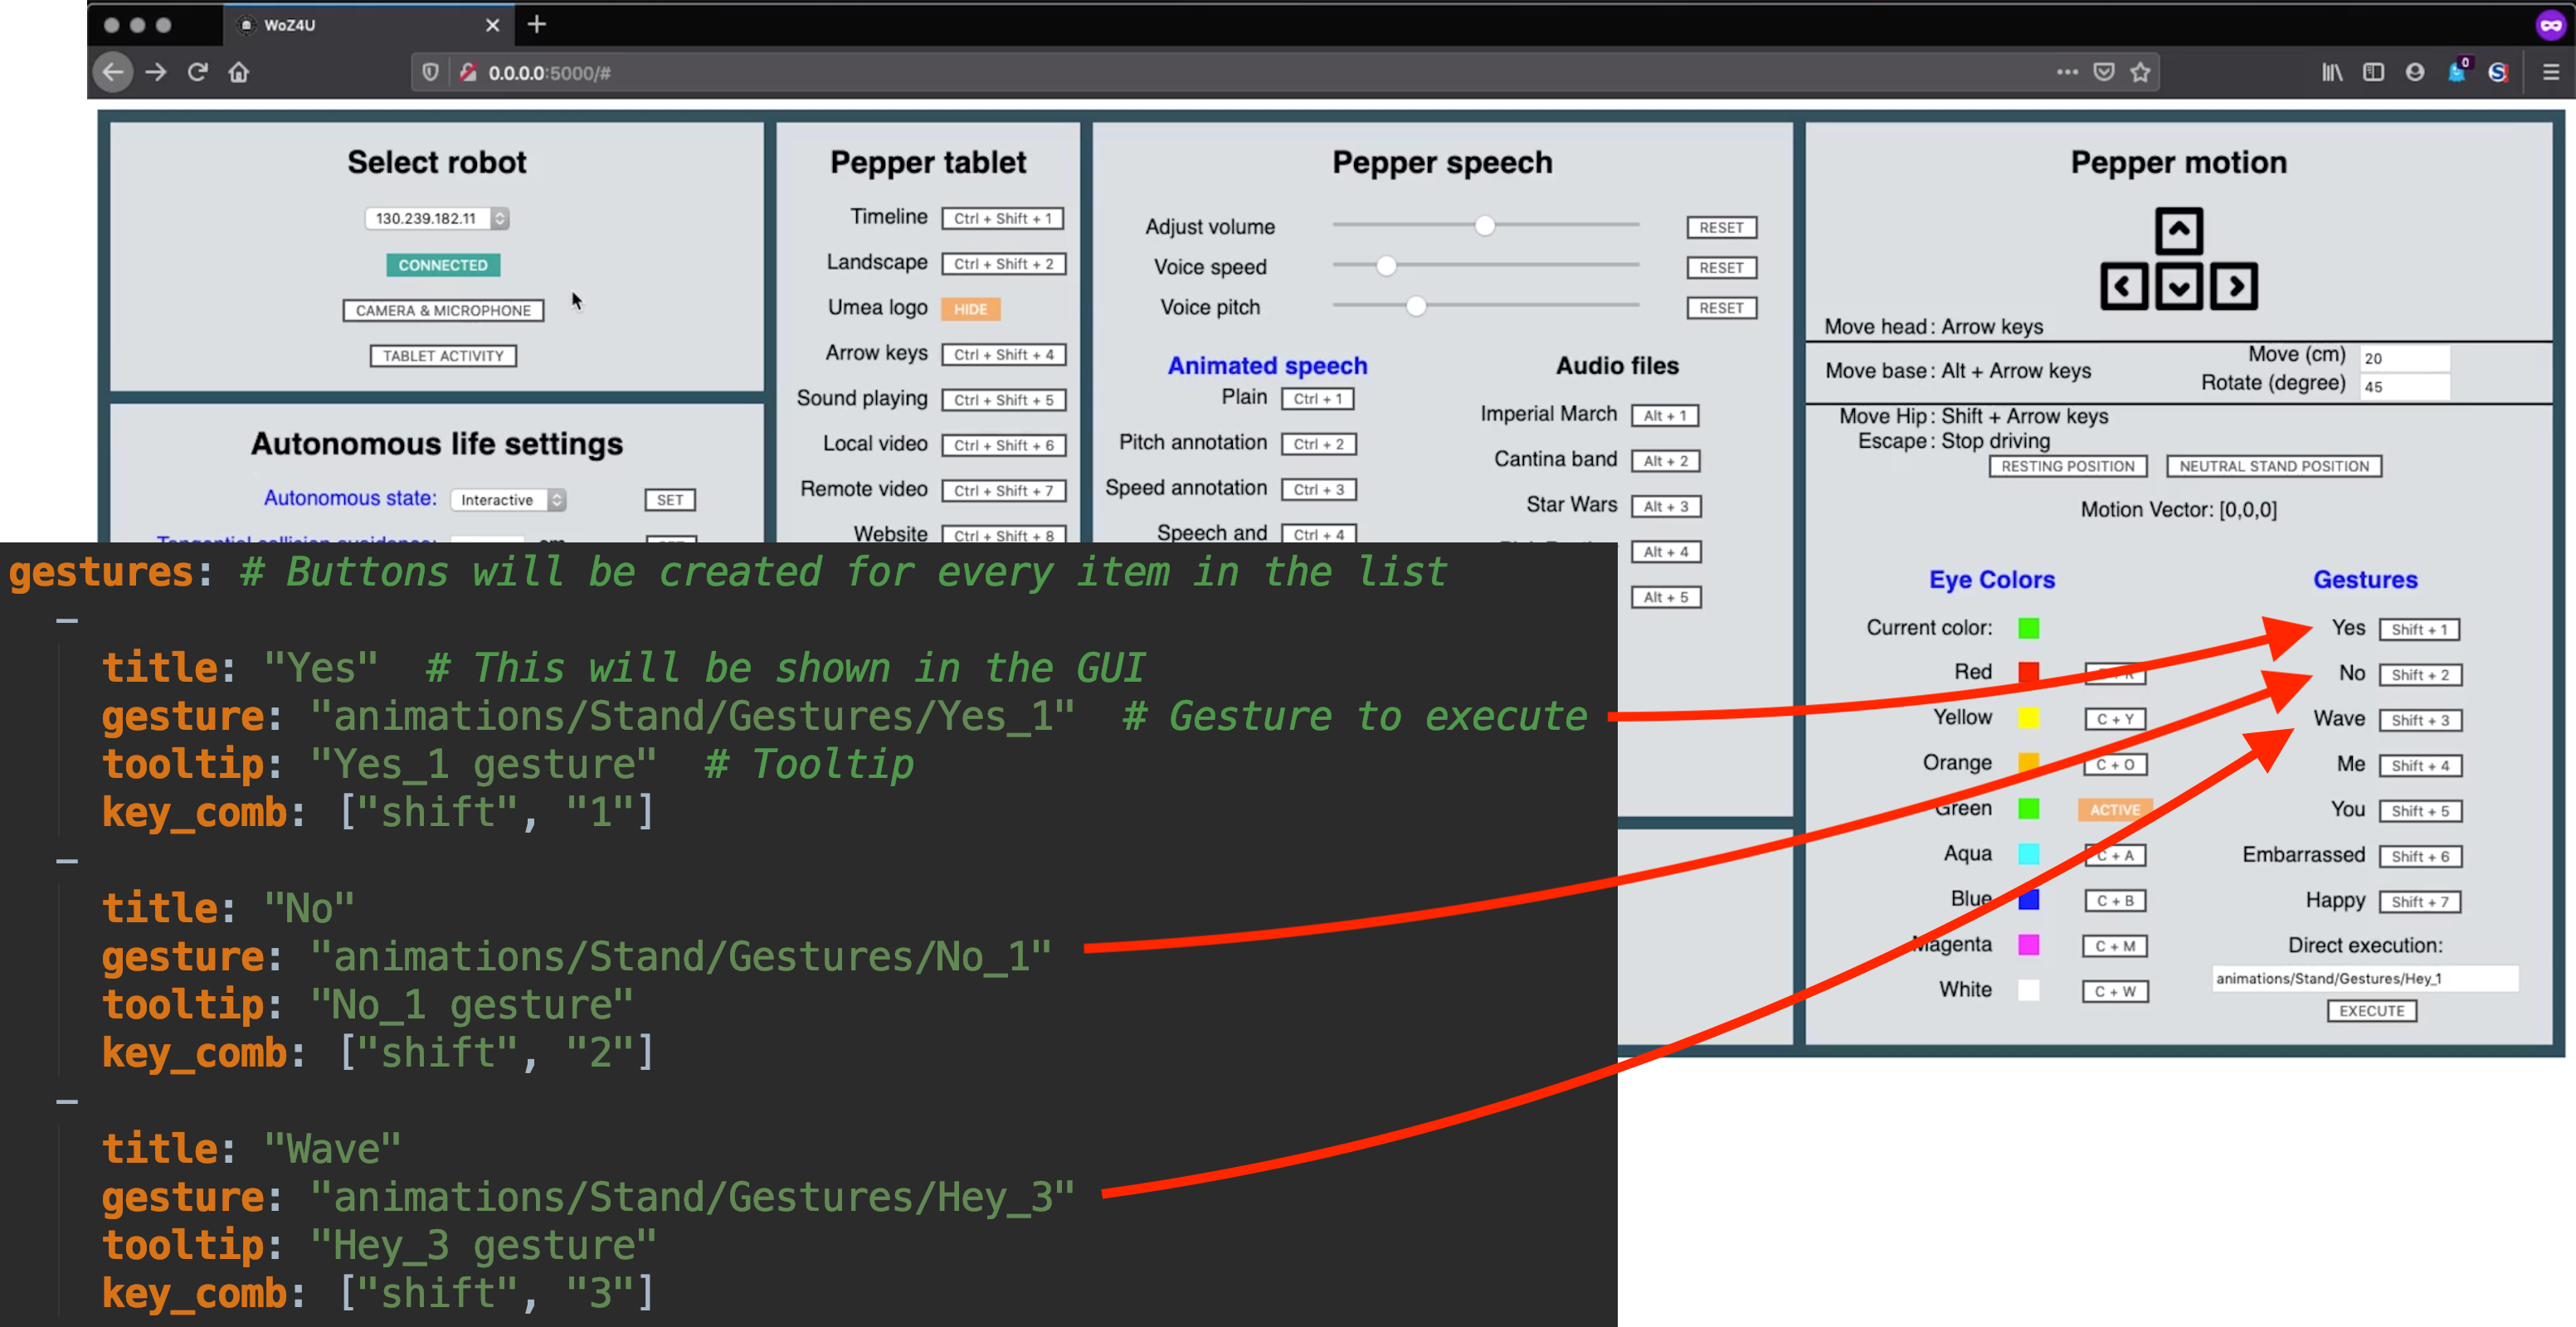 WoZ4U
0.0.0.0:5000/#
0
Select robot
130.239.182.11
CONNECTED
CAMERA & MICROPHONE
TABLET ACTIVITY
Autonomous life settings
Autonomous state: Interactive SET
Pepper tablet
Timeline Ctrl + Shift + 1
Landscape Ctrl + Shift + 2
Umea logo HIDE
Arrow keys Ctrl + Shift + 4
Sound playing Ctrl + Shift + 5
Local video Ctrl + Shift + 6
Remote video Ctrl + Shift + 7
Website Ctrl + Shift + 8
Pepper speech
Adjust volume RESET
Voice speed RESET
Voice pitch RESET
Animated speech
Plain Ctrl + 1
Pitch annotation Ctrl + 2
Speed annotation Ctrl + 3
Speech and Ctrl + 4
Audio files
Imperial March Alt + 1
Cantina band Alt + 2
Star Wars Alt + 3
Alt + 4
Alt + 5
Pepper motion
Move head : Arrow keys
Move base : Alt + Arrow keys
Move (cm) 20
Rotate (degree) 45
Move Hip : Shift + Arrow keys
Escape : Stop driving
RESTING POSITION NEUTRAL STAND POSITION
Motion Vector: [0,0,0]
Eye Colors
Current color:
Red
Yellow C + Y
Orange C + O
Green ACTIVE
Aqua C + A
Blue C + B
Magenta C + M
White C + W
Gestures
Yes Shift + 1
No Shift + 2
Wave Shift + 3
Me Shift + 4
You Shift + 5
Embarrassed Shift + 6
Happy Shift + 7
Direct execution:
animations/Stand/Gestures/Hey_1
EXECUTE
gestures: # Buttons will be created for every item in the list
–
title: "Yes" # This will be shown in the GUI
gesture: "animations/Stand/Gestures/Yes_1" # Gesture to execute
tooltip: "Yes_1 gesture" # Tooltip
key_comb: ["shift", "1"]
–
title: "No"
gesture: "animations/Stand/Gestures/No_1"
tooltip: "No_1 gesture"
key_comb: ["shift", "2"]
–
title: "Wave"
gesture: "animations/Stand/Gestures/Hey_3"
tooltip: "Hey_3 gesture"
key_comb: ["shift", "3"]